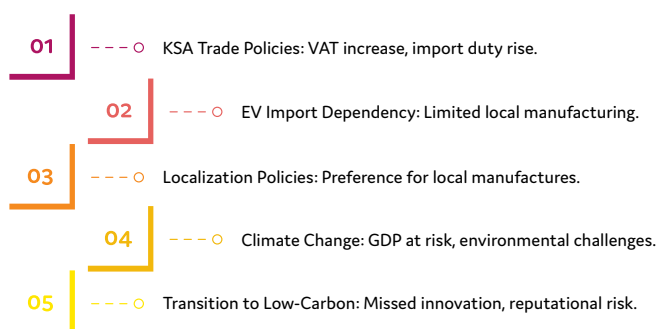 01 KSA Trade Policies: VAT increase, import duty rise.
02 EV Import Dependency: Limited local manufacturing.
03 Localization Policies: Preference for local manufactures.
04 Climate Change: GDP at risk, environmental challenges.
05 Transition to Low-Carbon: Missed innovation, reputational risk.